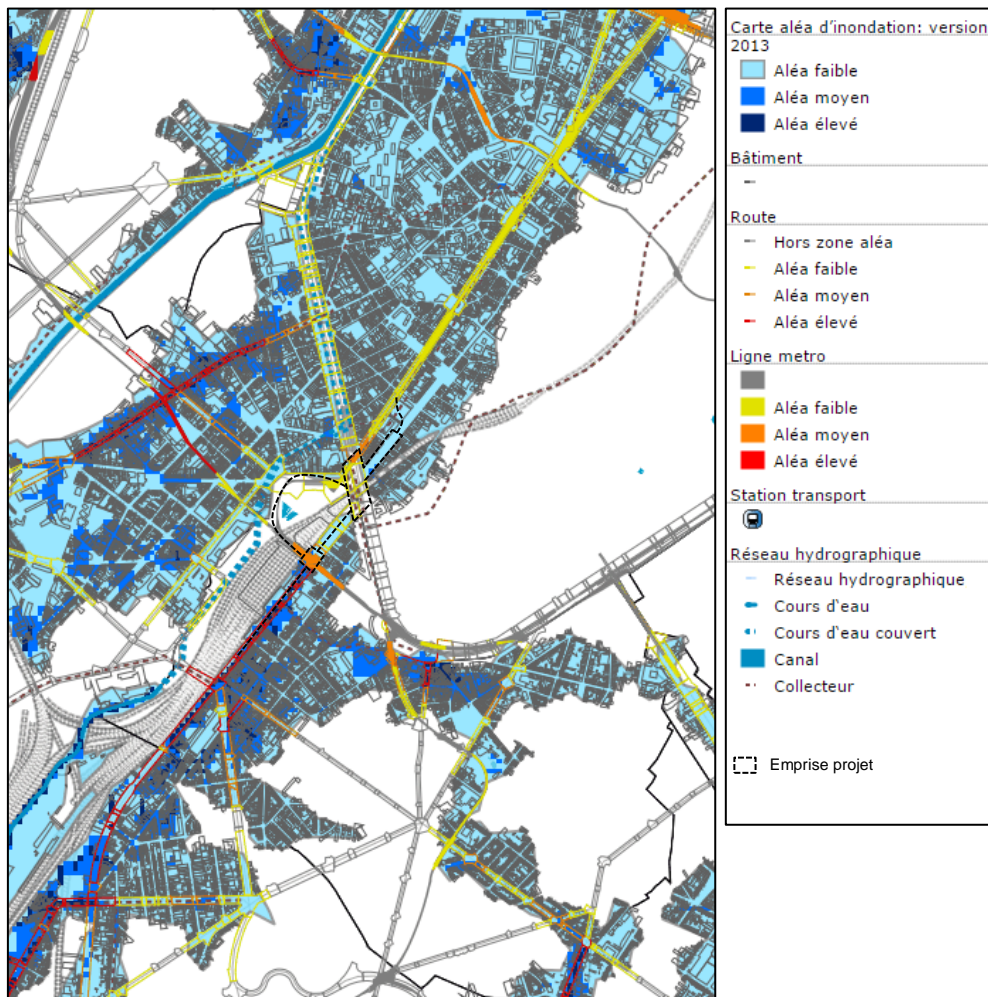 Carte aléa d'inondation: version
2013
Aléa faible
Aléa moyen
Aléa élevé
Bâtiment
Route
Hors zone aléa
Aléa faible
Aléa moyen
Aléa élevé
Ligne metro
Aléa faible
Aléa moyen
Aléa élevé
Station transport
Réseau hydrographique
Réseau hydrographique
Cours d'eau
Cours d'eau couvert
Canal
Collecteur
Emprise projet